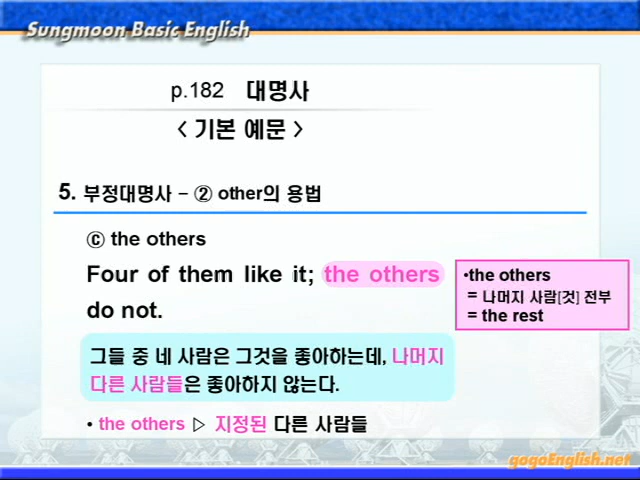 Sungmoon Basic English
p.182 대명사
< 기본 예문 >
5. 부정대명사 – ② other의 용법
ⓒ the others
Four of them like it; the others
do not.
•the others
= 나머지 사람[것] 전부
= the rest
그들 중 네 사람은 그것을 좋아하는데, 나머지
다른 사람들은 좋아하지 않는다.
• the others ▷ 지정된 다른 사람들
gogoEnglish.net